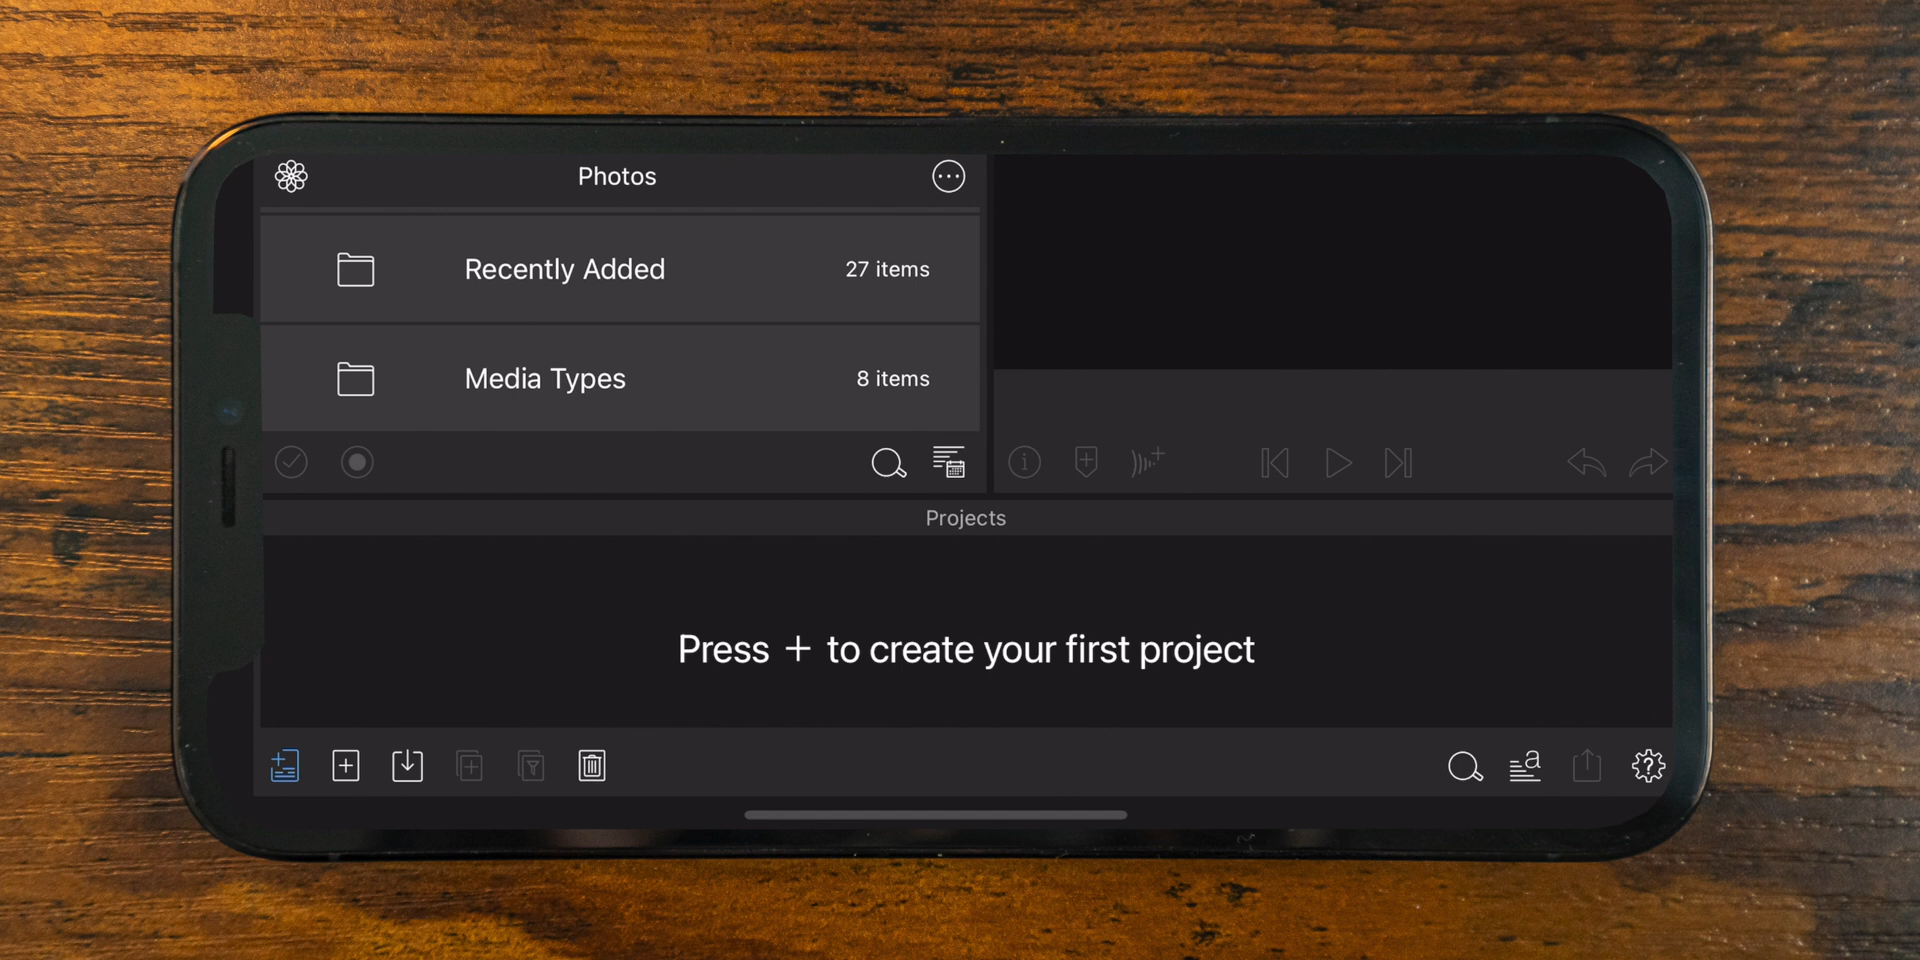 Photos
Recently Added 27 items
Media Types 8 items
Projects
Press + to create your first project